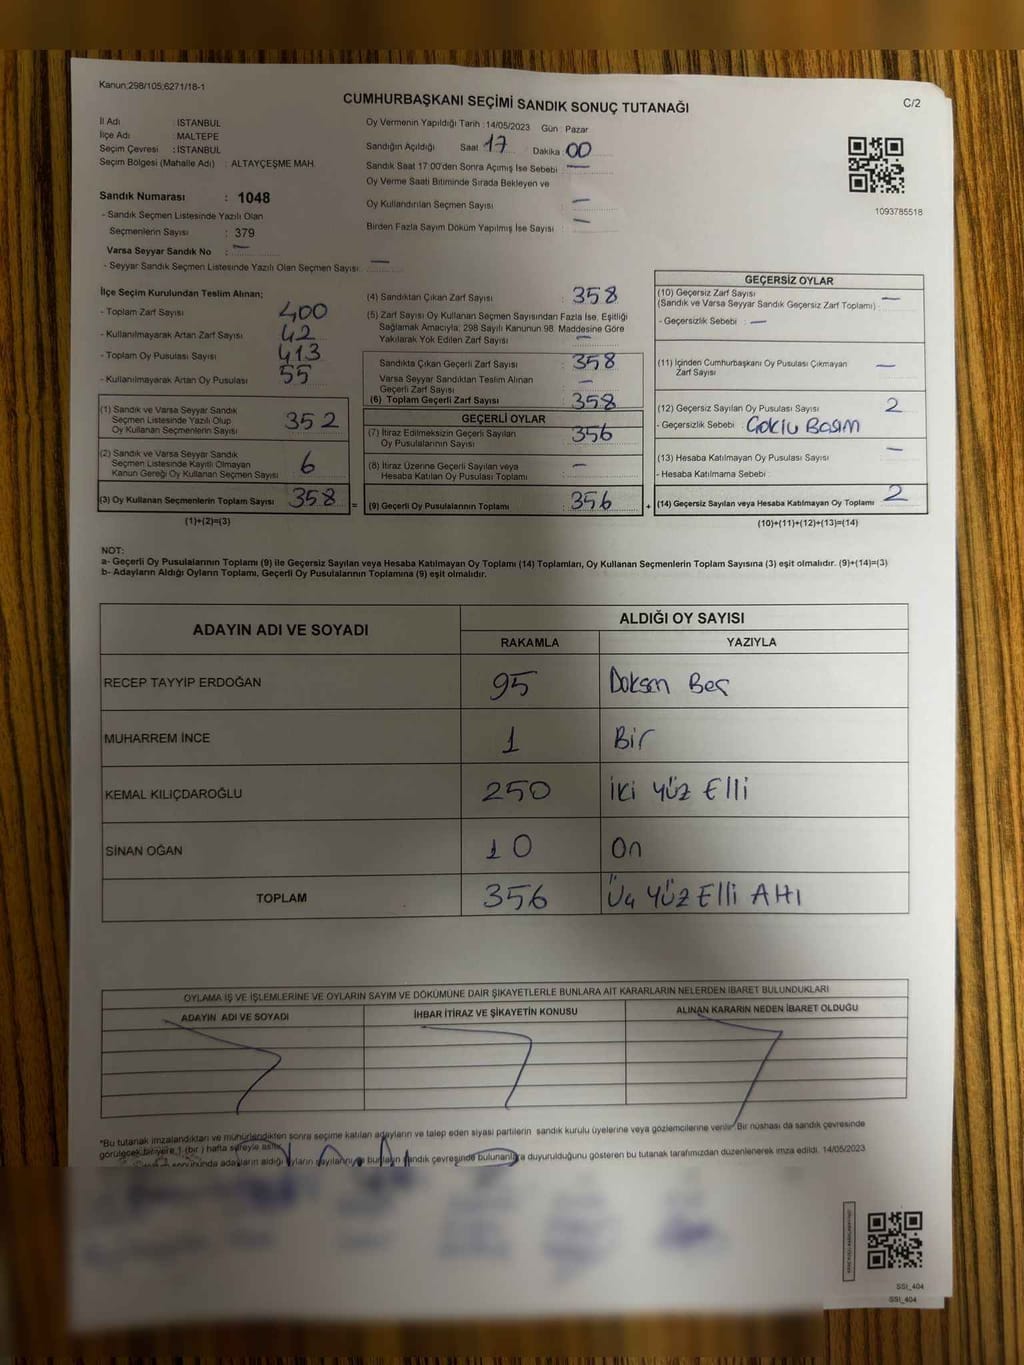 Kanun;298/105;6271/18-1
CUMHURBAŞKANI SEÇİMİ SANDIK SONUÇ TUTANAĞI
C/2
İl Adı : İSTANBUL
İlçe Adı : MALTEPE
Seçim Çevresi : İSTANBUL
Seçim Bölgesi (Mahalle Adı) : ALTAYÇEŞME MAH.
Sandık Numarası : 1048
- Sandık Seçmen Listesinde Yazılı Olan
Seçmenlerin Sayısı : 379
Varsa Seyyar Sandık No : —
- Seyyar Sandık Seçmen Listesinde Yazılı Olan Seçmen Sayısı : —
Oy Vermenin Yapıldığı Tarih : 14/05/2023 Gün : Pazar
Sandığın Açıldığı Saat 17 Dakika 00
Sandık Saat 17:00'den Sonra Açımış İse Sebebi : —
Oy Verme Saati Bitiminde Sırada Bekleyen ve
Oy Kullandırılan Seçmen Sayısı : —
Birden Fazla Sayım Döküm Yapılmış İse Sayısı : —
1093785518
İlçe Seçim Kurulundan Teslim Alınan;
- Toplam Zarf Sayısı : 400
- Kullanılmayarak Artan Zarf Sayısı : 42
- Toplam Oy Pusulası Sayısı : 413
- Kullanılmayarak Artan Oy Pusulası : 55
(1) Sandık ve Varsa Seyyar Sandık
Seçmen Listesinde Yazılı Olup
Oy Kullanan Seçmenlerin Sayısı : 352
(2) Sandık ve Varsa Seyyar Sandık
Seçmen Listesinde Kayıtlı Olmayan
Kanun Gereği Oy Kullanan Seçmen Sayısı : 6
(3) Oy Kullanan Seçmenlerin Toplam Sayısı : 358 =
(1)+(2)=(3)
(4) Sandıktan Çıkan Zarf Sayısı : 358
(5) Zarf Sayısı Oy Kullanan Seçmen Sayısından Fazla İse, Eşitliği
Sağlamak Amacıyla; 298 Sayılı Kanunun 98. Maddesine Göre
Yakılarak Yok Edilen Zarf Sayısı : —
Sandıkta Çıkan Geçerli Zarf Sayısı : 358
Varsa Seyyar Sandıktan Teslim Alınan
Geçerli Zarf Sayısı : —
(6) Toplam Geçerli Zarf Sayısı : 358
GEÇERLİ OYLAR
(7) İtiraz Edilmeksizin Geçerli Sayılan
Oy Pusulalarının Sayısı : 356
(8) İtiraz Üzerine Geçerli Sayılan veya
Hesaba Katılan Oy Pusulaları Toplamı : —
(9) Geçerli Oy Pusulalarının Toplamı : 356 +
GEÇERSİZ OYLAR
(10) Geçersiz Zarf Sayısı
(Sandık ve Varsa Seyyar Sandık Geçersiz Zarf Toplamı) : —
- Geçersizlik Sebebi : —
(11) İçinden Cumhurbaşkanı Oy Pusulası Çıkmayan
Zarf Sayısı : —
(12) Geçersiz Sayılan Oy Pusulası Sayısı : 2
- Geçersizlik Sebebi : Çoklu Basım
(13) Hesaba Katılmayan Oy Pusulası Sayısı : —
- Hesaba Katılmama Sebebi :
(14) Geçersiz Sayılan veya Hesaba Katılmayan Oy Toplamı : 2
(10)+(11)+(12)+(13)=(14)
NOT:
a- Geçerli Oy Pusulalarının Toplamı (9) ile Geçersiz Sayılan veya Hesaba Katılmayan Oy Toplamı (14) Toplamları, Oy Kullanan Seçmenlerin Toplam Sayısına (3) eşit olmalıdır. (9)+(14)=(3)
b- Adayların Aldığı Oyların Toplamı, Geçerli Oy Pusulalarının Toplamına (9) eşit olmalıdır.
ADAYIN ADI VE SOYADI
ALDIĞI OY SAYISI
RAKAMLA YAZIYLA
RECEP TAYYİP ERDOĞAN 95 Doksan Beş
MUHARREM İNCE 1 Bir
KEMAL KILIÇDAROĞLU 250 İki Yüz Elli
SİNAN OĞAN 10 On
TOPLAM 356 Üç Yüz Elli Altı
OYLAMA İŞ VE İŞLEMLERİNE VE OYLARIN SAYIM VE DÖKÜMÜNE DAİR ŞİKAYETLERLE BUNLARA AİT KARARLARIN NELERDEN İBARET BULUNDUKLARI
ADAYIN ADI VE SOYADI İHBAR İTİRAZ VE ŞİKAYETİN KONUSU ALINAN KARARIN NEDEN İBARET OLDUĞU
*Bu tutanak imzalandıktan ve mühürlendikten sonra seçime katılan adayların ve talep eden siyasi partilerin sandık kurulu üyelerine veya gözlemcilerine verilir. Bir nüshası da sandık çevresinde
görülecek bir yere 1 (bir) hafta süreyle asılır.
adayların aldığı oyların sayılarını ve bunların sandık çevresinde bulunanlara duyurulduğunu gösteren bu tutanak tarafımızdan düzenlenerek imza edildi. 14/05/2023
SSİ_404
SSİ_404